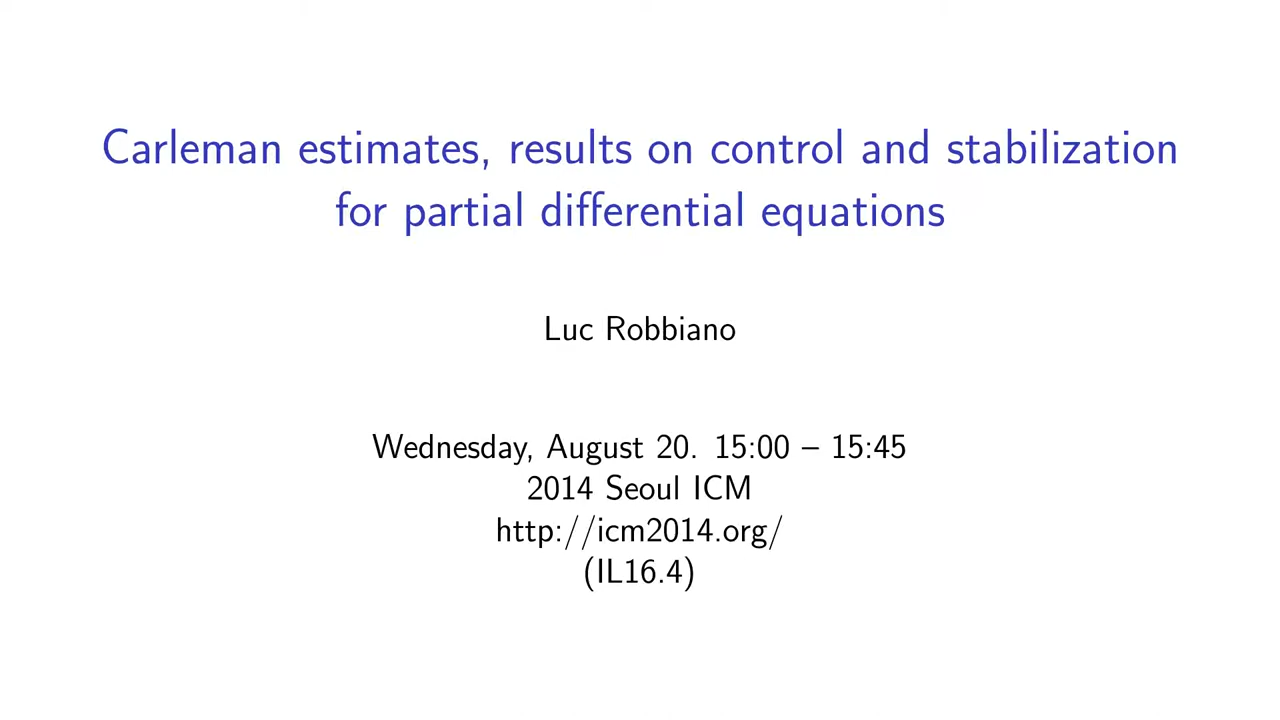 Carleman estimates, results on control and stabilization
for partial differential equations
Luc Robbiano
Wednesday, August 20. 15:00 – 15:45
2014 Seoul ICM
http://icm2014.org/
(IL16.4)